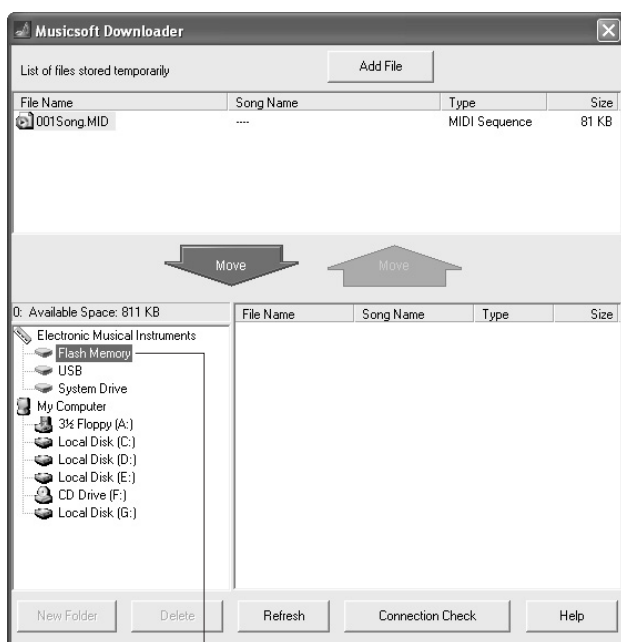 Musicsoft Downloader
List of files stored temporarily
Add File
File Name Song Name Type Size
001Song.MID ---- MIDI Sequence 81 KB
Move Move
0: Available Space: 811 KB
File Name Song Name Type Size
Electronic Musical Instruments
Flash Memory
USB
System Drive
My Computer
3½ Floppy (A:)
Local Disk (C:)
Local Disk (D:)
Local Disk (E:)
CD Drive (F:)
Local Disk (G:)
New Folder Delete Refresh Connection Check Help